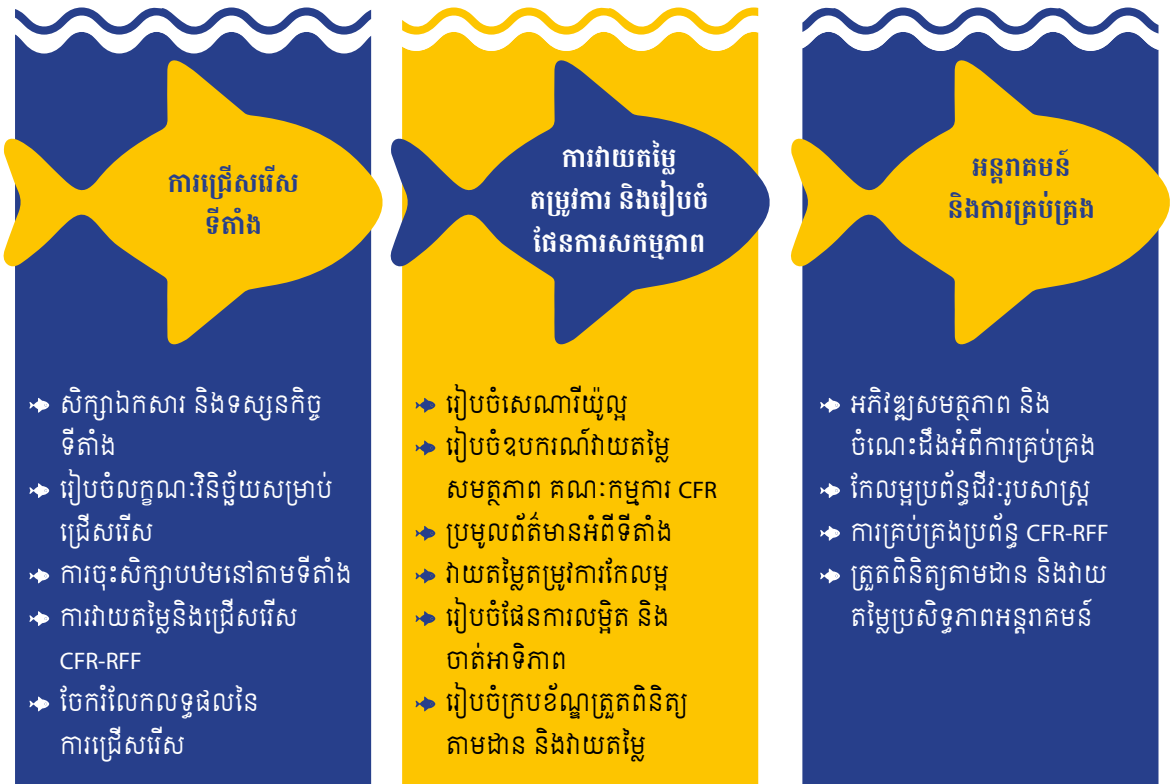 ការជ្រើសរើស
ទីតាំង
សិក្សាឯកសារ និងទស្សនកិច្ច
ទីតាំង
រៀបចំលក្ខណៈវិនិច្ឆ័យសម្រាប់
ជ្រើសរើស
ការចុះសិក្សាបឋមនៅតាមទីតាំង
ការវាយតម្លៃនិងជ្រើសរើស
CFR-RFF
ចែករំលែកលទ្ធផលនៃ
ការជ្រើសរើស
ការវាយតម្លៃ
តម្រូវការ និងរៀបចំ
ផែនការសកម្មភាព
រៀបចំសេណារីយ៉ូល្អ
រៀបចំឧបករណ៍វាយតម្លៃ
សមត្ថភាព គណៈកម្មការ CFR
ប្រមូលព័ត៌មានអំពីទីតាំង
វាយតម្លៃតម្រូវការកែលម្អ
រៀបចំផែនការលម្អិត និង
ចាត់អាទិភាព
រៀបចំក្របខ័ណ្ឌត្រួតពិនិត្យ
តាមដាន និងវាយតម្លៃ
អន្តរាគមន៍
និងការគ្រប់គ្រង
អភិវឌ្ឍសមត្ថភាព និង
ចំណេះដឹងអំពីការគ្រប់គ្រង
កែលម្អប្រព័ន្ធជីវៈរូបសាស្ត្រ
ការគ្រប់គ្រងប្រព័ន្ធ CFR-RFF
ត្រួតពិនិត្យតាមដាន និងវាយ
តម្លៃប្រសិទ្ធភាពអន្តរាគមន៍